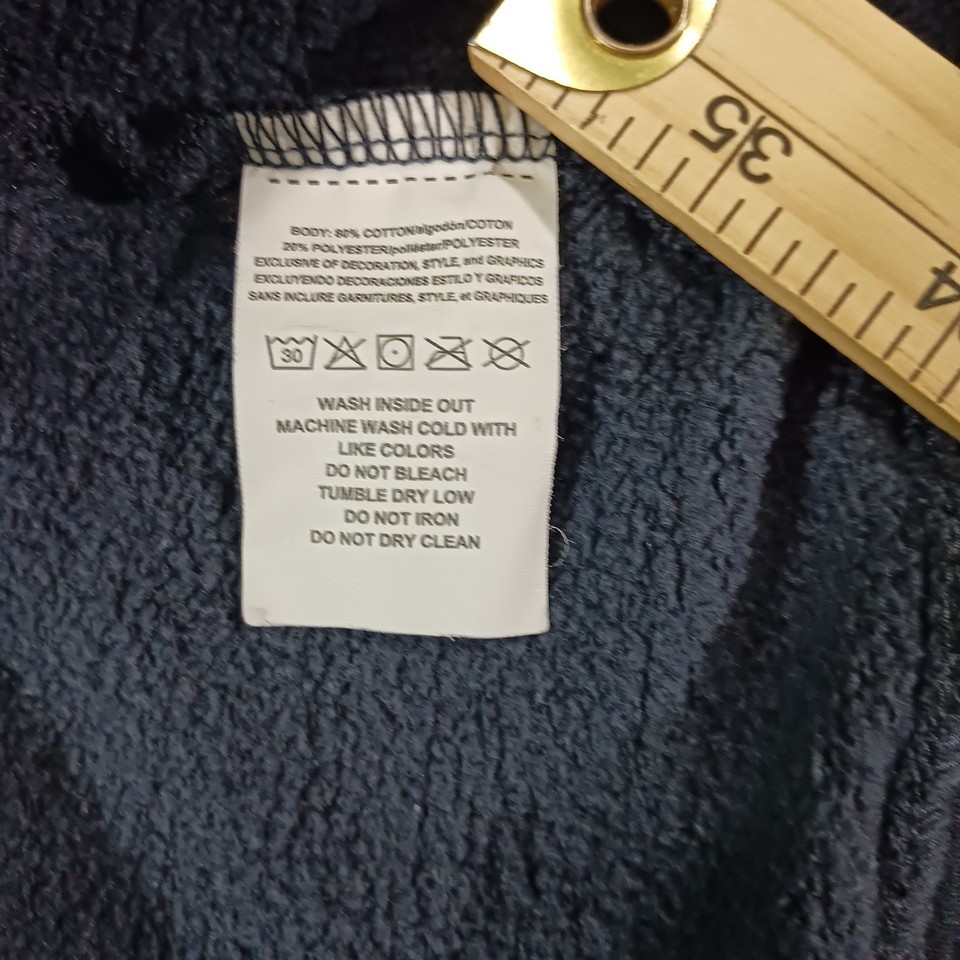 BODY: 80% COTTON/algodón/COTON
20% POLYESTER/poliéster/POLYESTER
EXCLUSIVE OF DECORATION, STYLE, and GRAPHICS
EXCLUYENDO DECORACIONES ESTILO Y GRAFICOS
SANS INCLURE GARNITURES, STYLE, et GRAPHIQUES
30
WASH INSIDE OUT
MACHINE WASH COLD WITH
LIKE COLORS
DO NOT BLEACH
TUMBLE DRY LOW
DO NOT IRON
DO NOT DRY CLEAN
35